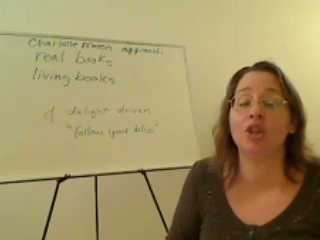 Charlotte Mason approach
real books
living books
delight driven
"follow your bliss"